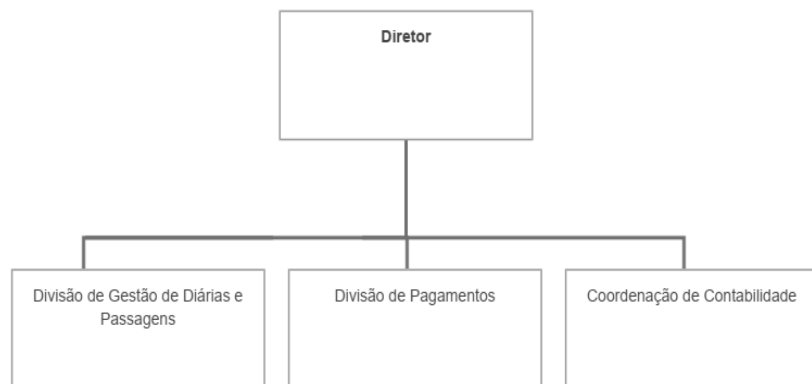 Diretor
Divisão de Gestão de Diárias e
Passagens
Divisão de Pagamentos
Coordenação de Contabilidade